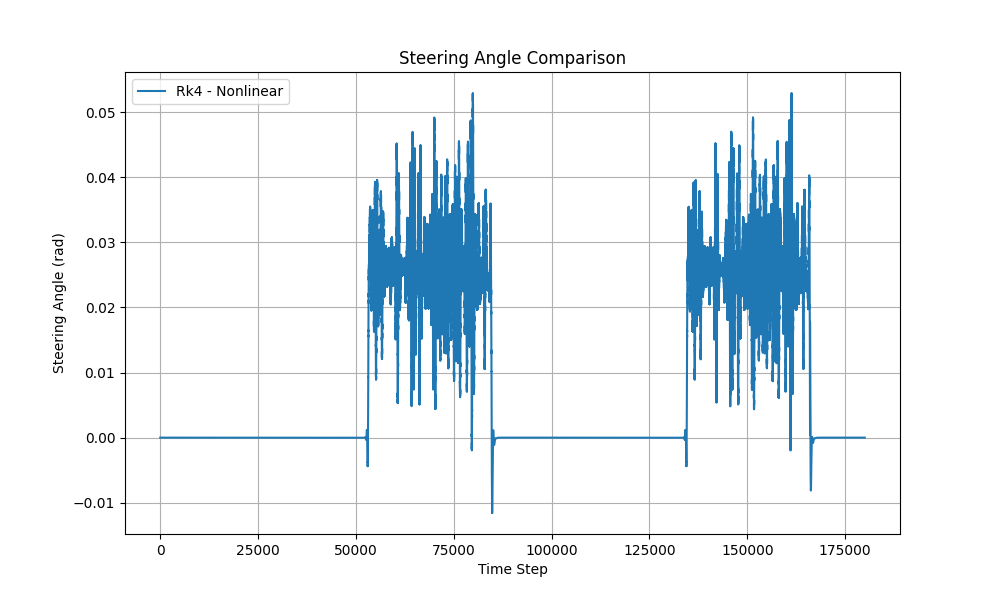 Steering Angle Comparison
Rk4 - Nonlinear
Steering Angle (rad)
0.05
0.04
0.03
0.02
0.01
0.00
−0.01
0 25000 50000 75000 100000 125000 150000 175000
Time Step